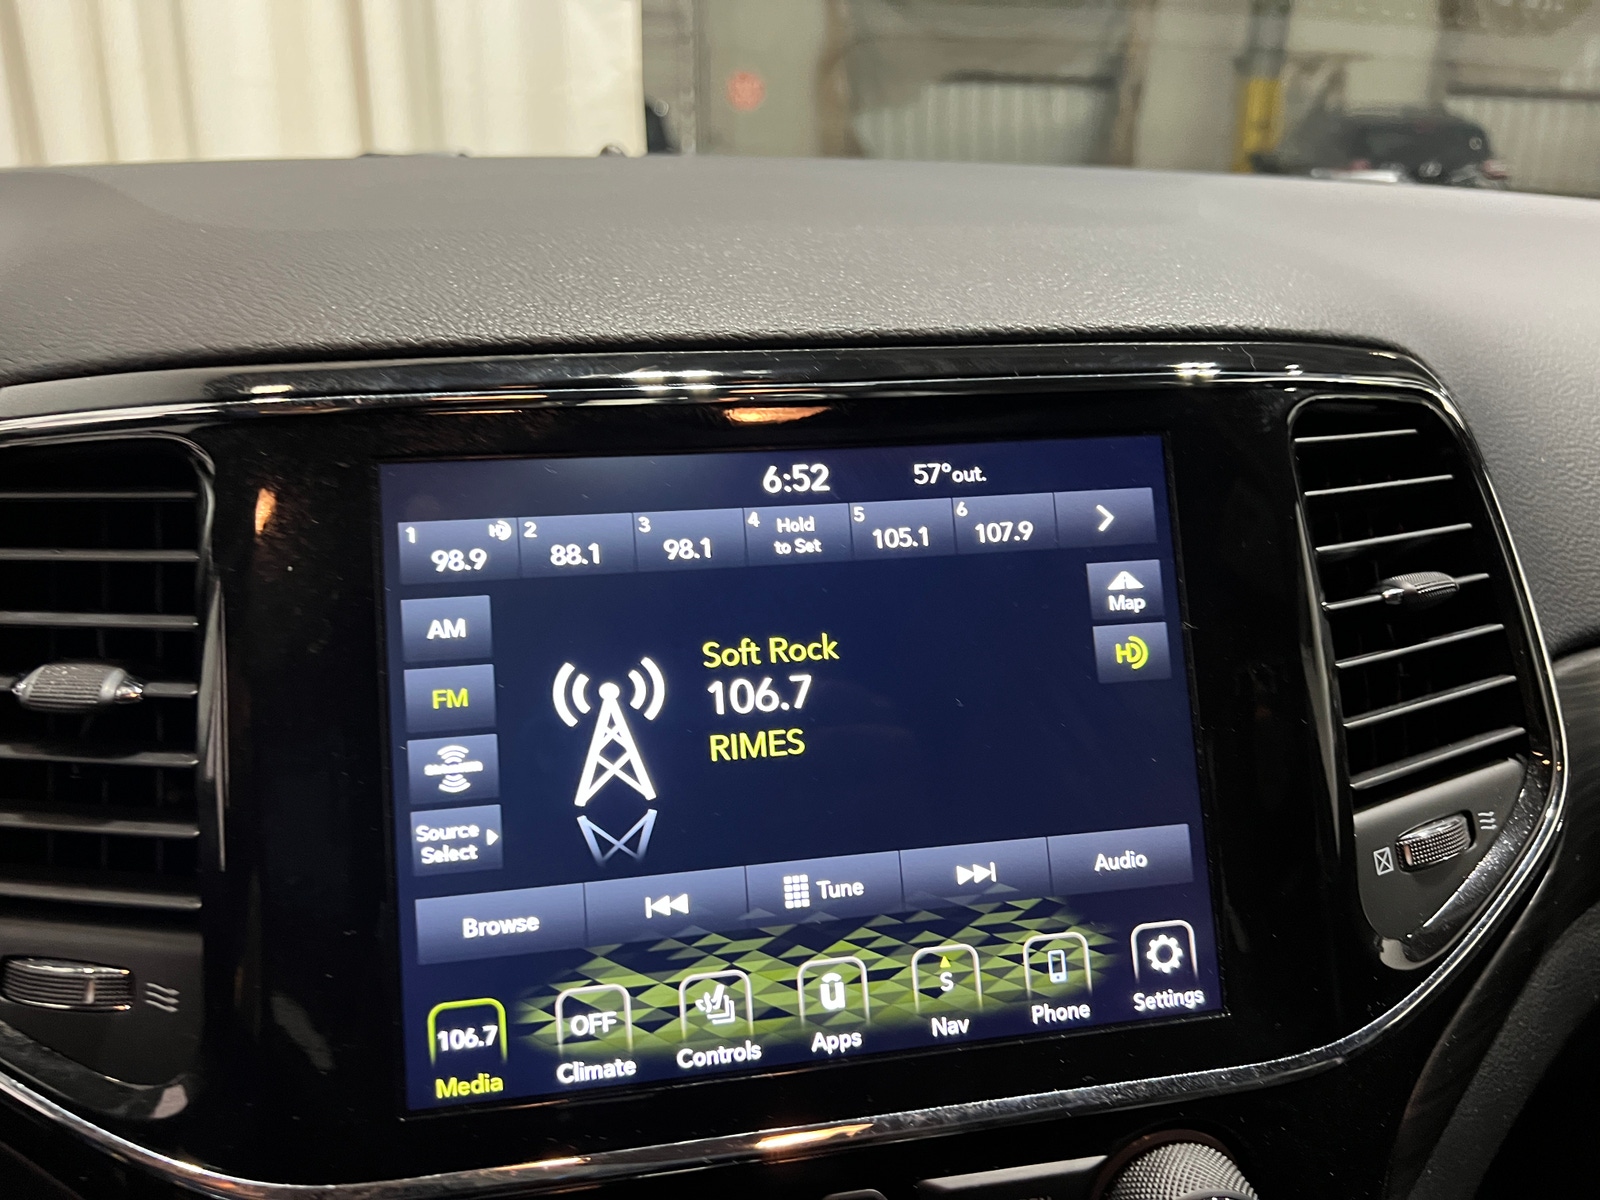 6:52 57°out.
1 HD 98.9 2 88.1 3 98.1 4 Hold to Set 5 105.1 6 107.9
Map
AM
HD
Soft Rock
FM
106.7
RIMES
Source
Select
Audio
Tune
Browse
106.7 OFF S
Media Climate Controls Apps Nav Phone Settings